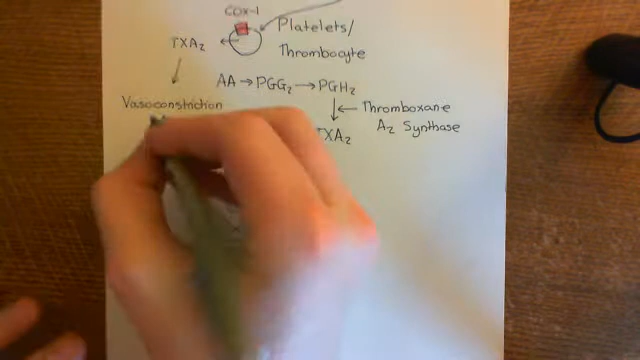 COX-1
Platelets/
Thrombocyte
TXA2
AA → PGG2 → PGH2
Vasoconstriction
Thromboxane
A2 Synthase
TXA2